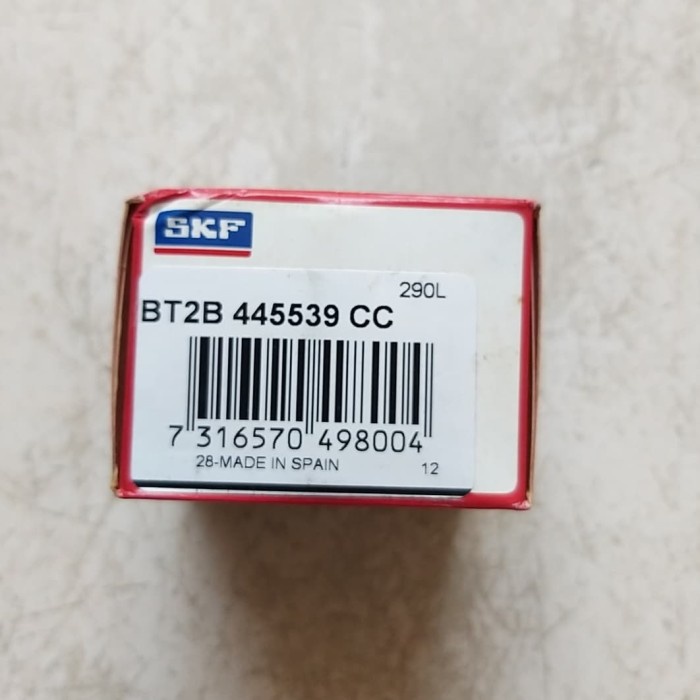 SKF
290L
BT2B 445539 CC
7 316570 498004
28-MADE IN SPAIN 12